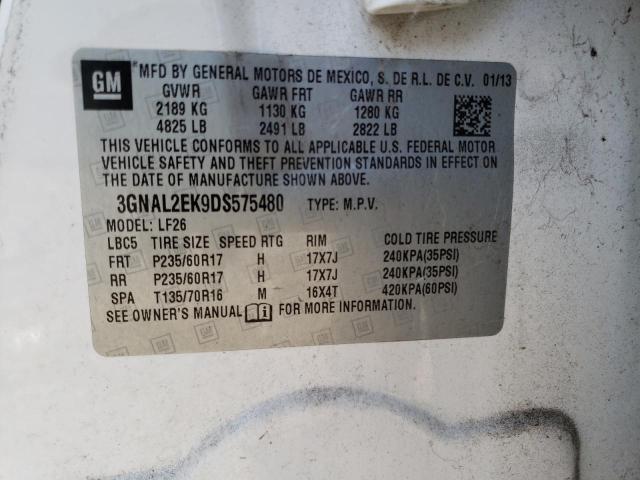 GM
*MFD BY GENERAL MOTORS DE MEXICO, S. DE R.L. DE C.V. 01/13
GVWR GAWR FRT GAWR RR
2189 KG 1130 KG 1280 KG
4825 LB 2491 LB 2822 LB
THIS VEHICLE CONFORMS TO ALL APPLICABLE U.S. FEDERAL MOTOR
VEHICLE SAFETY AND THEFT PREVENTION STANDARDS IN EFFECT ON
THE DATE OF MANUFACTURE SHOWN ABOVE.
3GNAL2EK9DS575480 TYPE: M.P.V.
MODEL: LF26
LBC5 TIRE SIZE SPEED RTG RIM COLD TIRE PRESSURE
FRT P235/60R17 H 17X7J 240KPA(35PSI)
RR P235/60R17 H 17X7J 240KPA(35PSI)
SPA T135/70R16 M 16X4T 420KPA(60PSI)
SEE OWNER'S MANUAL FOR MORE INFORMATION.